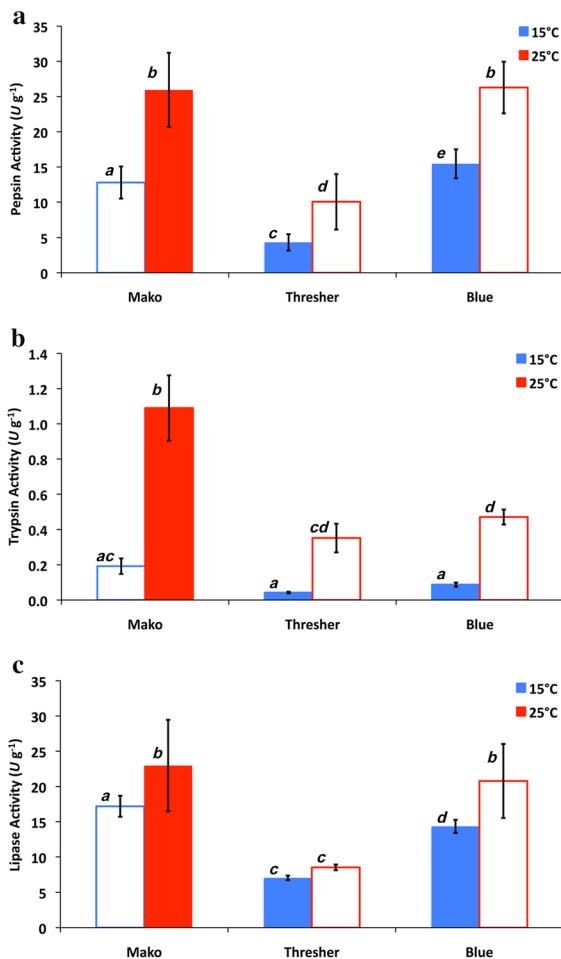 a
15°C
25°C
35
30
25
20
15
10
5
0
Pepsin Activity (U g-1)
a
b
c
d
e
b
Mako Thresher Blue
b
15°C
25°C
1.4
1.2
1.0
0.8
0.6
0.4
0.2
0.0
Trypsin Activity (U g-1)
ac
b
a
cd
a
d
Mako Thresher Blue
c
15°C
25°C
35
30
25
20
15
10
5
0
Lipase Activity (U g-1)
a
b
c
c
d
b
Mako Thresher Blue